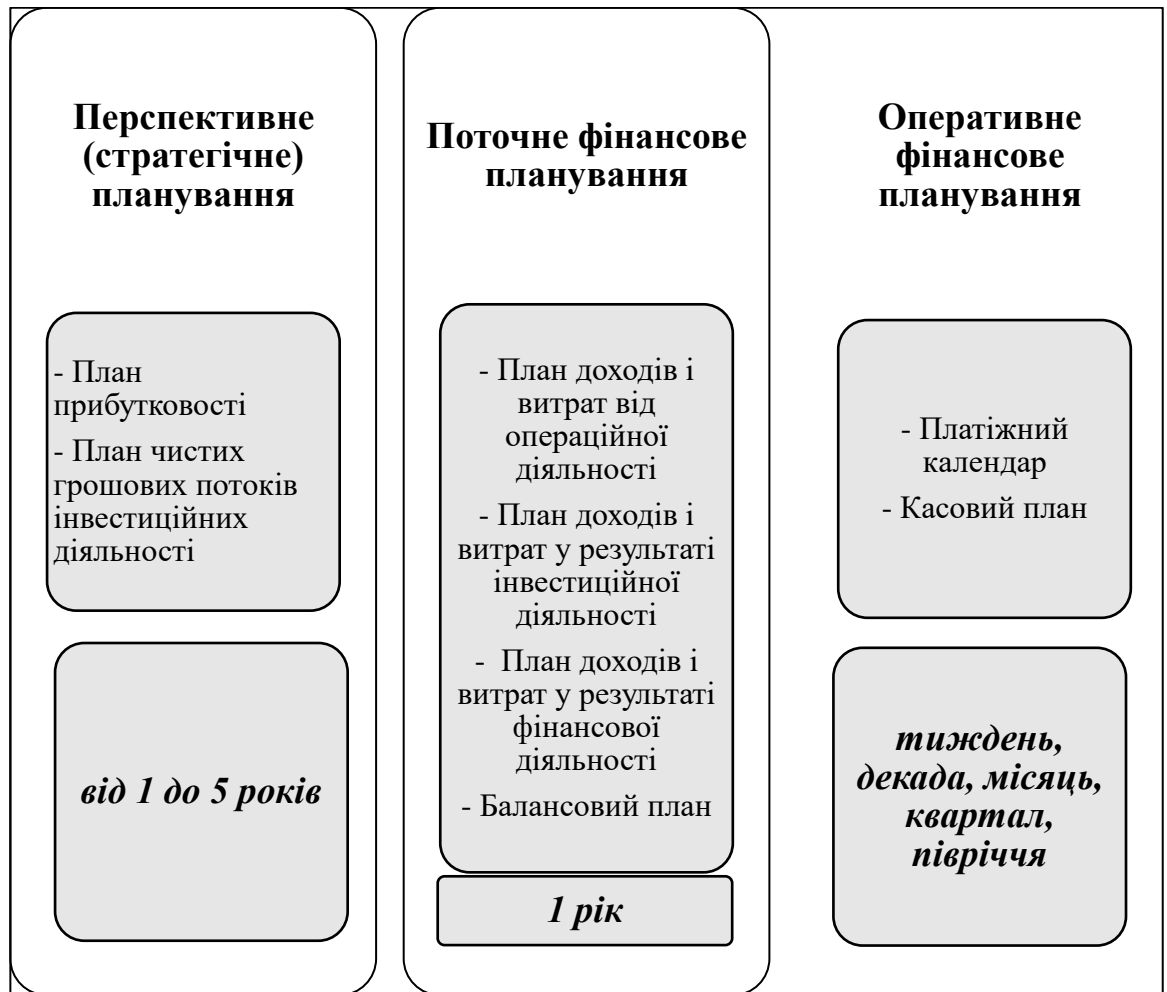 Перспективне
(стратегічне)
планування
- План
прибутковості
- План чистих
грошових потоків
інвестиційних
діяльності
від 1 до 5 років
Поточне фінансове
планування
- План доходів і
витрат від
операційної
діяльності
- План доходів і
витрат у результаті
інвестиційної
діяльності
- План доходів і
витрат у результаті
фінансової
діяльності
- Балансовий план
1 рік
Оперативне
фінансове
планування
- Платіжний
календар
- Касовий план
тиждень,
декада, місяць,
квартал,
півріччя